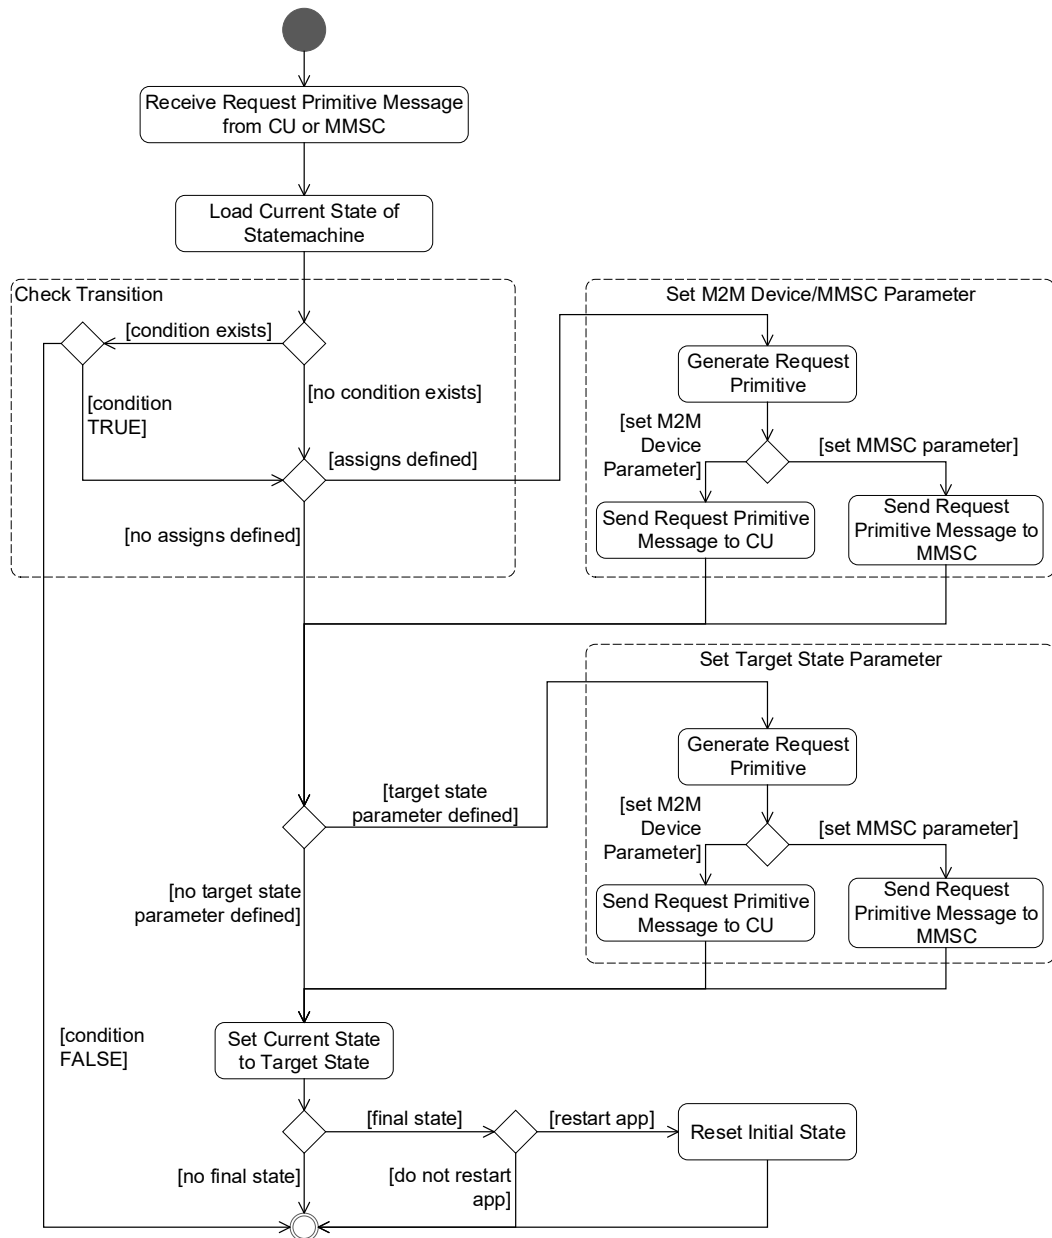 Receive Request Primitive Message
from CU or MMSC
Load Current State of
Statemachine
Check Transition
[condition exists]
[no condition exists]
[condition
TRUE]
[assigns defined]
[no assigns defined]
Set M2M Device/MMSC Parameter
Generate Request
Primitive
[set M2M
Device
Parameter]
[set MMSC parameter]
Send Request Primitive
Message to CU
Send Request
Primitive Message to
MMSC
Set Target State Parameter
Generate Request
Primitive
[target state
parameter defined]
[set M2M
Device
Parameter]
[set MMSC parameter]
Send Request Primitive
Message to CU
Send Request
Primitive Message to
MMSC
[no target state
parameter defined]
[condition
FALSE]
Set Current State
to Target State
[final state]
[restart app]
Reset Initial State
[no final state]
[do not restart
app]